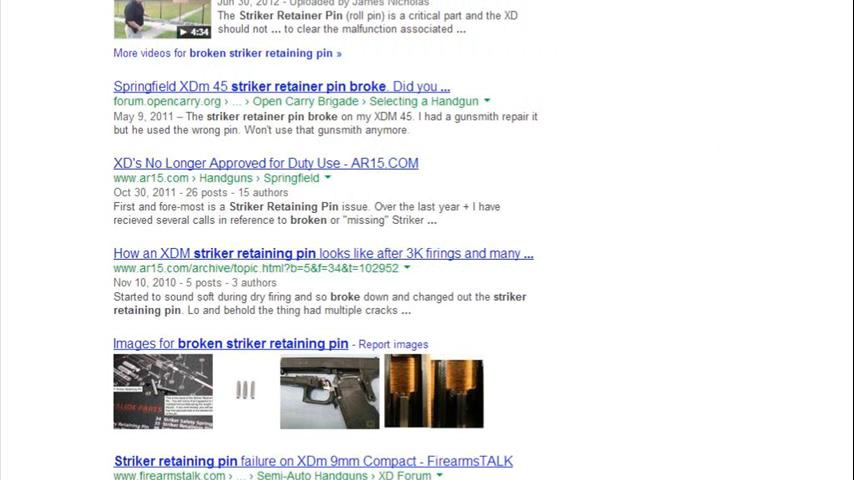 Jun 30, 2012 - Uploaded by James Nicholas
The Striker Retainer Pin (roll pin) is a critical part and the XD
should not ... to clear the malfunction associated ...
4:34
More videos for broken striker retaining pin »
Springfield XDm 45 striker retainer pin broke. Did you ...
forum.opencarry.org › ... › Open Carry Brigade › Selecting a Handgun
May 9, 2011 – The striker retainer pin broke on my XDM 45. I had a gunsmith repair it
but he used the wrong pin. Won't use that gunsmith anymore.
XD's No Longer Approved for Duty Use - AR15.COM
www.ar15.com › Handguns › Springfield
Oct 30, 2011 - 26 posts - 15 authors
First and fore-most is a Striker Retaining Pin issue. Over the last year + I have
recieved several calls in reference to broken or "missing" Striker ...
How an XDM striker retaining pin looks like after 3K firings and many ...
www.ar15.com/archive/topic.html?b=5&f=34&t=102952
Nov 10, 2010 - 5 posts - 3 authors
Started to sound soft during dry firing and so broke down and changed out the striker
retaining pin. Lo and behold the thing had multiple cracks ...
Images for broken striker retaining pin - Report images
Striker retaining pin failure on XDm 9mm Compact - FirearmsTALK
www.firearmstalk.com › ... › Semi-Auto Handguns › XD Forum